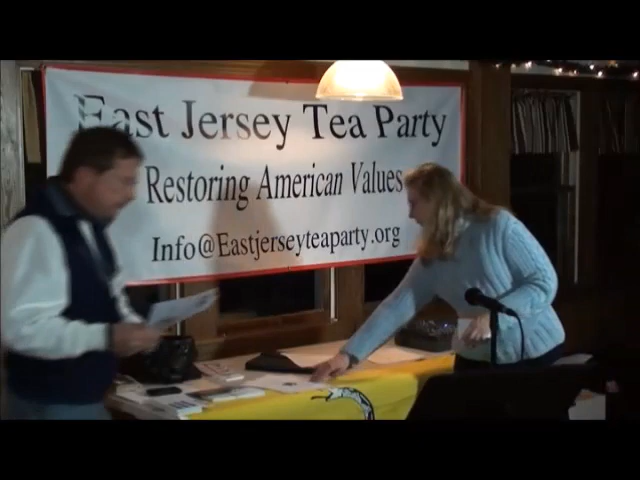 East Jersey Tea Party
Restoring American Values
Info@Eastjerseyteaparty.org